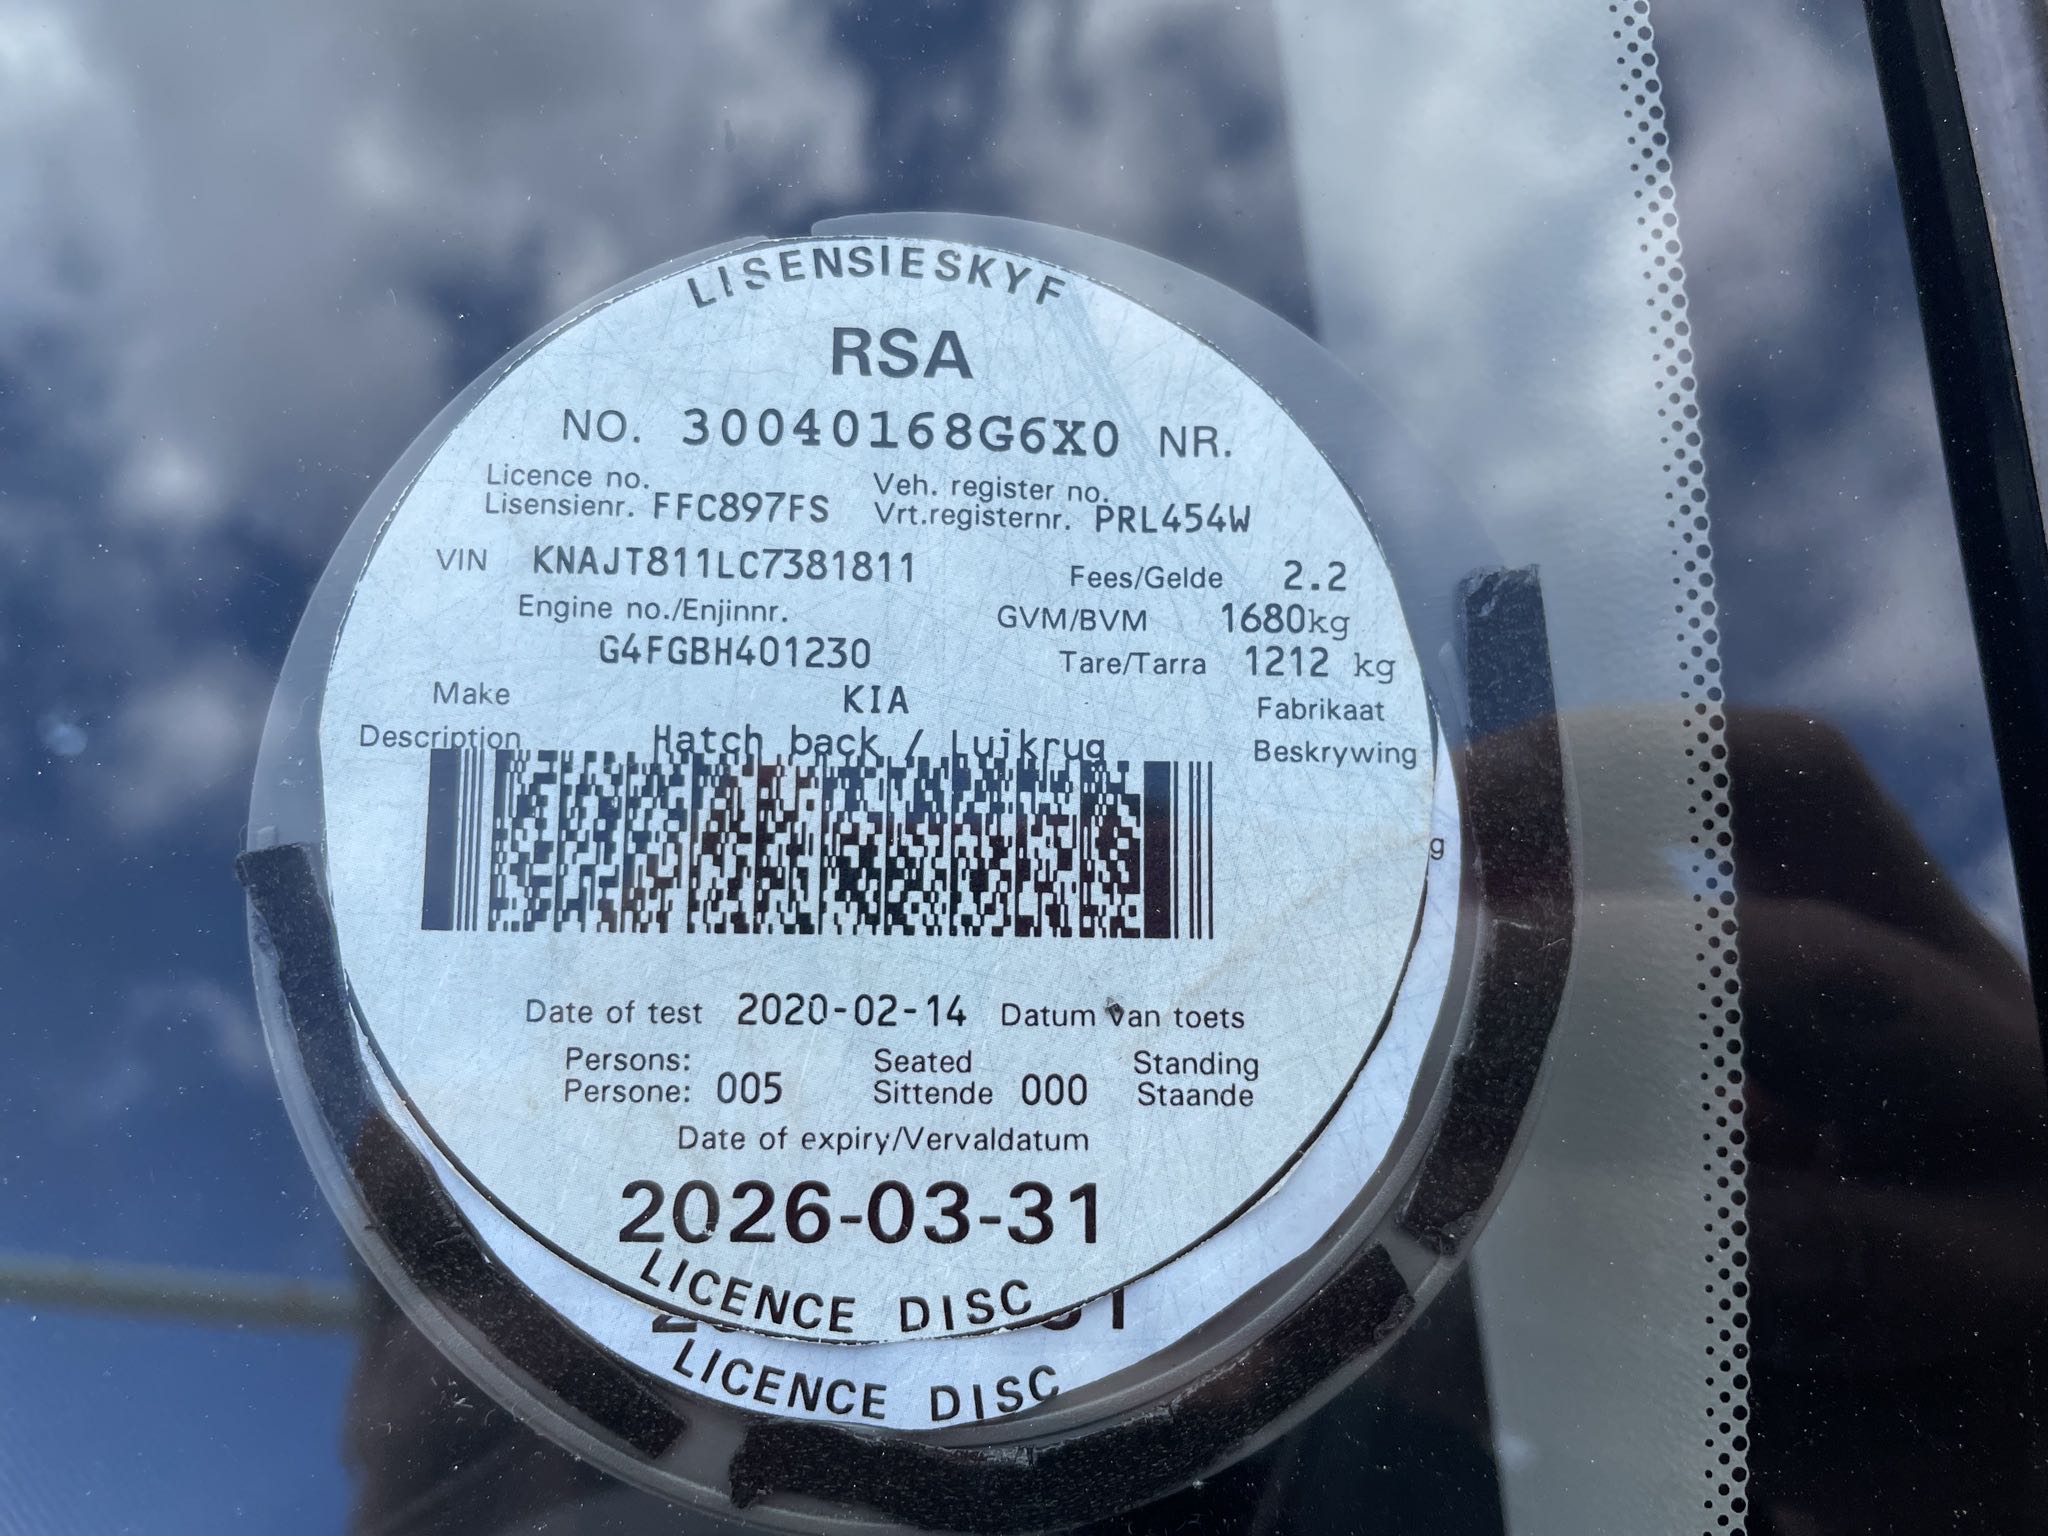 LISENSIESKYF
RSA
NO. 30040168G6X0 NR.
Licence no. Veh. register no.
Lisensienr. FFC897FS Vrt.registernr. PRL454W
VIN KNAJT811LC7381811 Fees/Gelde 2.2
Engine no./Enjinnr. GVM/BVM 1680kg
G4FGBH401230 Tare/Tarra 1212 kg
Make KIA Fabrikaat
Description Hatch back / Luikrug Beskrywing
g
Date of test 2020-02-14 Datum van toets
Persons: Seated Standing
Persone: 005 Sittende 000 Staande
Date of expiry/Vervaldatum
2026-03-31
LICENCE DISC
LICENCE DISC